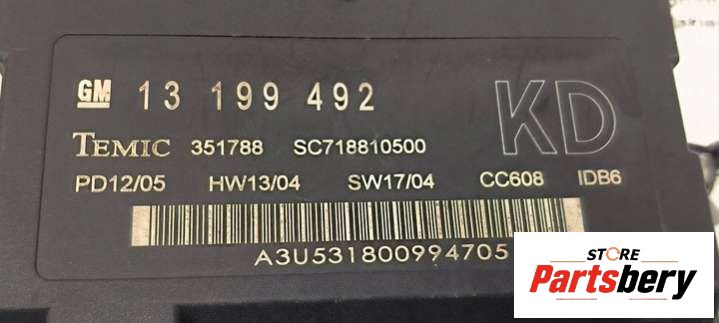 GM 13 199 492 KD
TEMIC 351788 SC718810500
PD12/05 HW13/04 SW17/04 CC608 IDB6
A3U531800994705
STORE
Partsbery